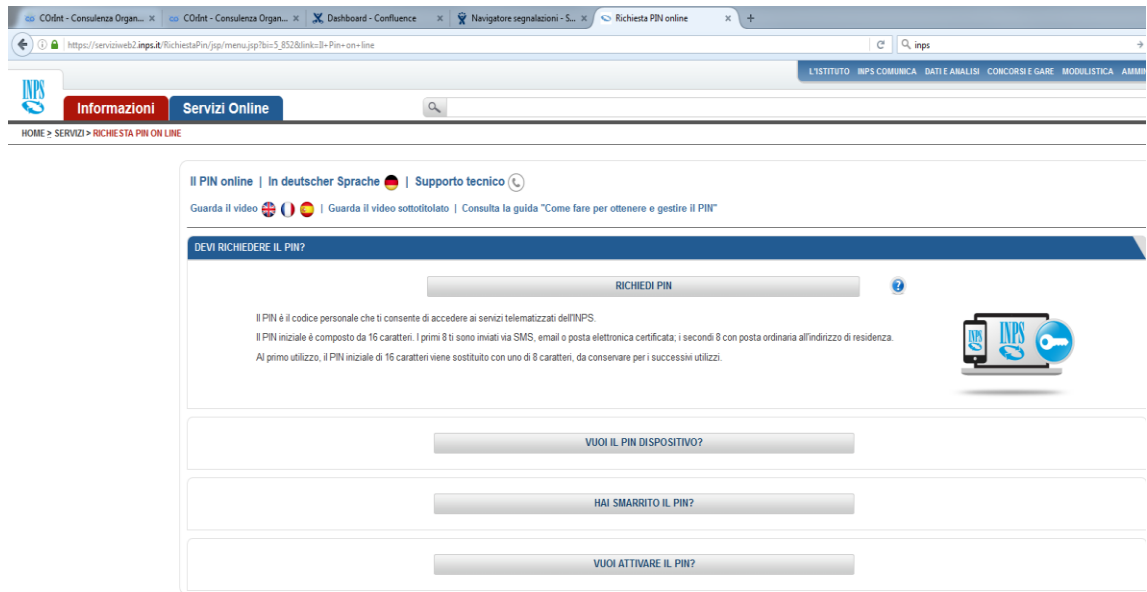 COrInt - Consulenza Organ... COrInt - Consulenza Organ... Dashboard - Confluence Navigatore segnalazioni - S... Richiesta PIN online
https://serviziweb2.inps.it/RichiestaPin/jsp/menu.jsp?bi=5_852&link=Il+Pin+on+line inps
L'ISTITUTO INPS COMUNICA DATI E ANALISI CONCORSI E GARE MODULISTICA AMMIN
INPS
Informazioni Servizi Online
HOME > SERVIZI > RICHIESTA PIN ON LINE
Il PIN online | In deutscher Sprache | Supporto tecnico
Guarda il video | Guarda il video sottotitolato | Consulta la guida "Come fare per ottenere e gestire il PIN"
DEVI RICHIEDERE IL PIN?
RICHIEDI PIN
?
Il PIN é il codice personale che ti consente di accedere ai servizi telematizzati dell'INPS.
Il PIN iniziale é composto da 16 caratteri. I primi 8 ti sono inviati via SMS, email o posta elettronica certificata; i secondi 8 con posta ordinaria all'indirizzo di residenza.
Al primo utilizzo, il PIN iniziale di 16 caratteri viene sostituito con uno di 8 caratteri, da conservare per i successivi utilizzi.
INPS INPS
VUOI IL PIN DISPOSITIVO?
HAI SMARRITO IL PIN?
VUOI ATTIVARE IL PIN?